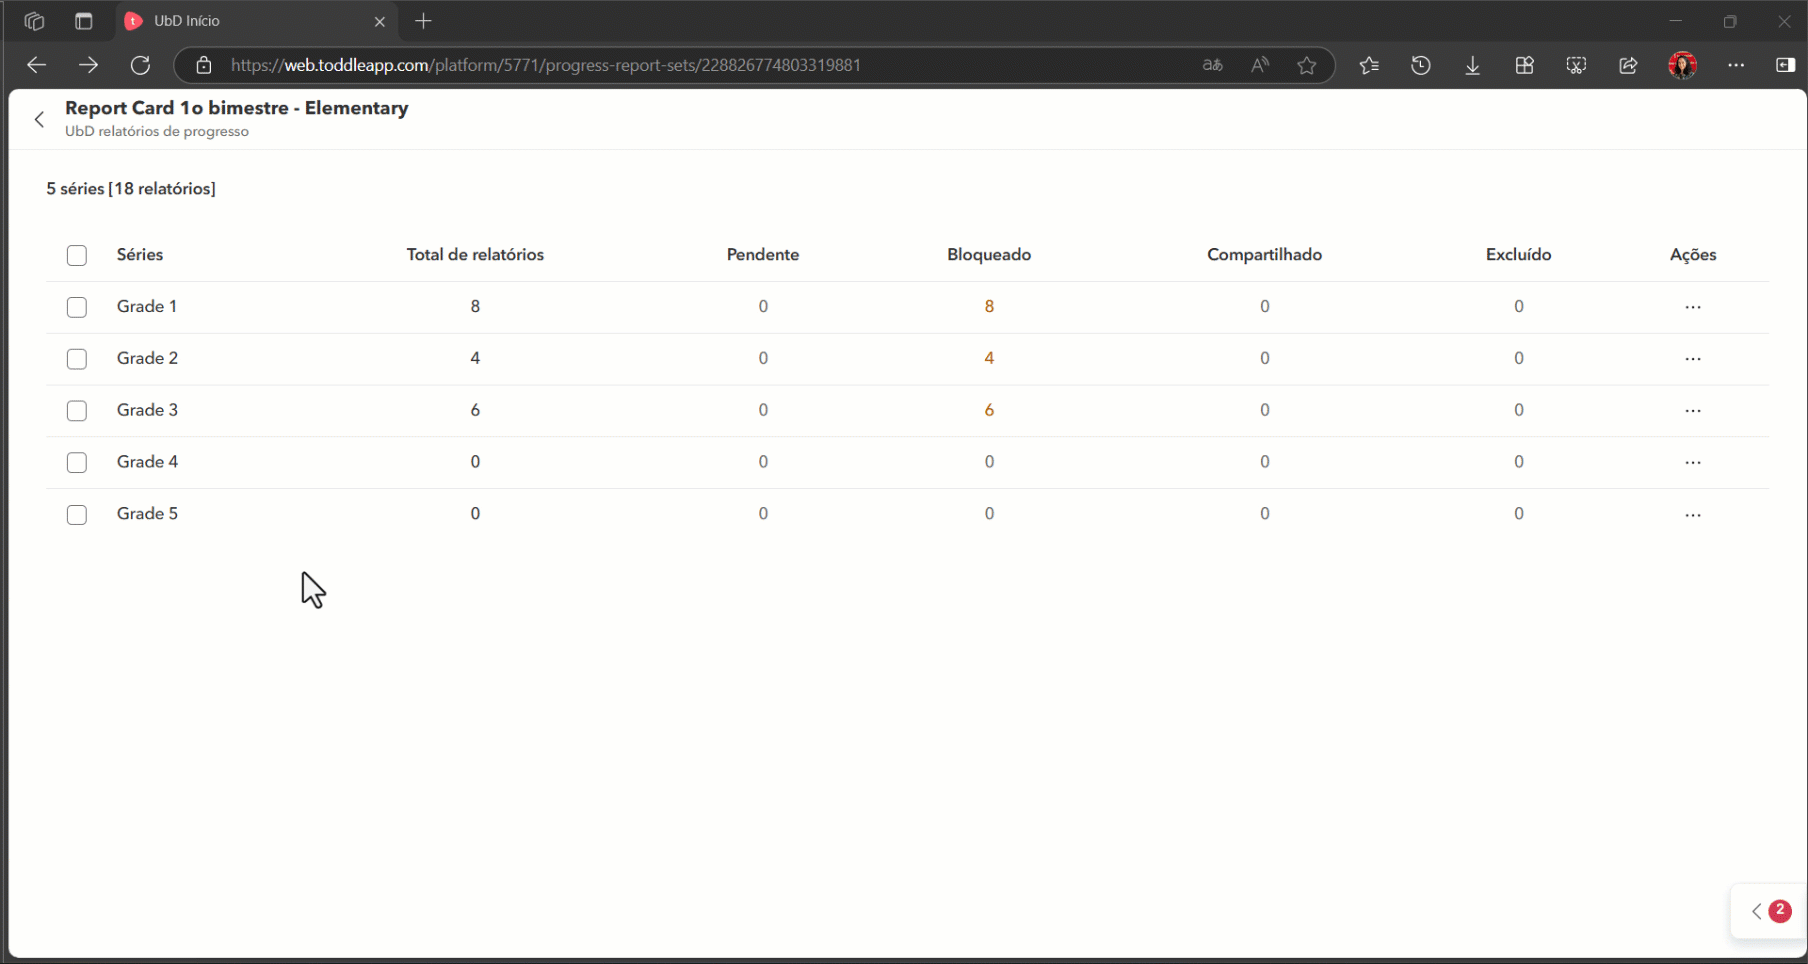 UbD Início
https://web.toddleapp.com/platform/5771/progress-report-sets/228826774803319881
Report Card 1o bimestre - Elementary
UbD relatórios de progresso
5 séries [18 relatórios]
Séries Total de relatórios Pendente Bloqueado Compartilhado Excluído Ações
Grade 1 8 0 8 0 0 ...
Grade 2 4 0 4 0 0 ...
Grade 3 6 0 6 0 0 ...
Grade 4 0 0 0 0 0 ...
Grade 5 0 0 0 0 0 ...
2